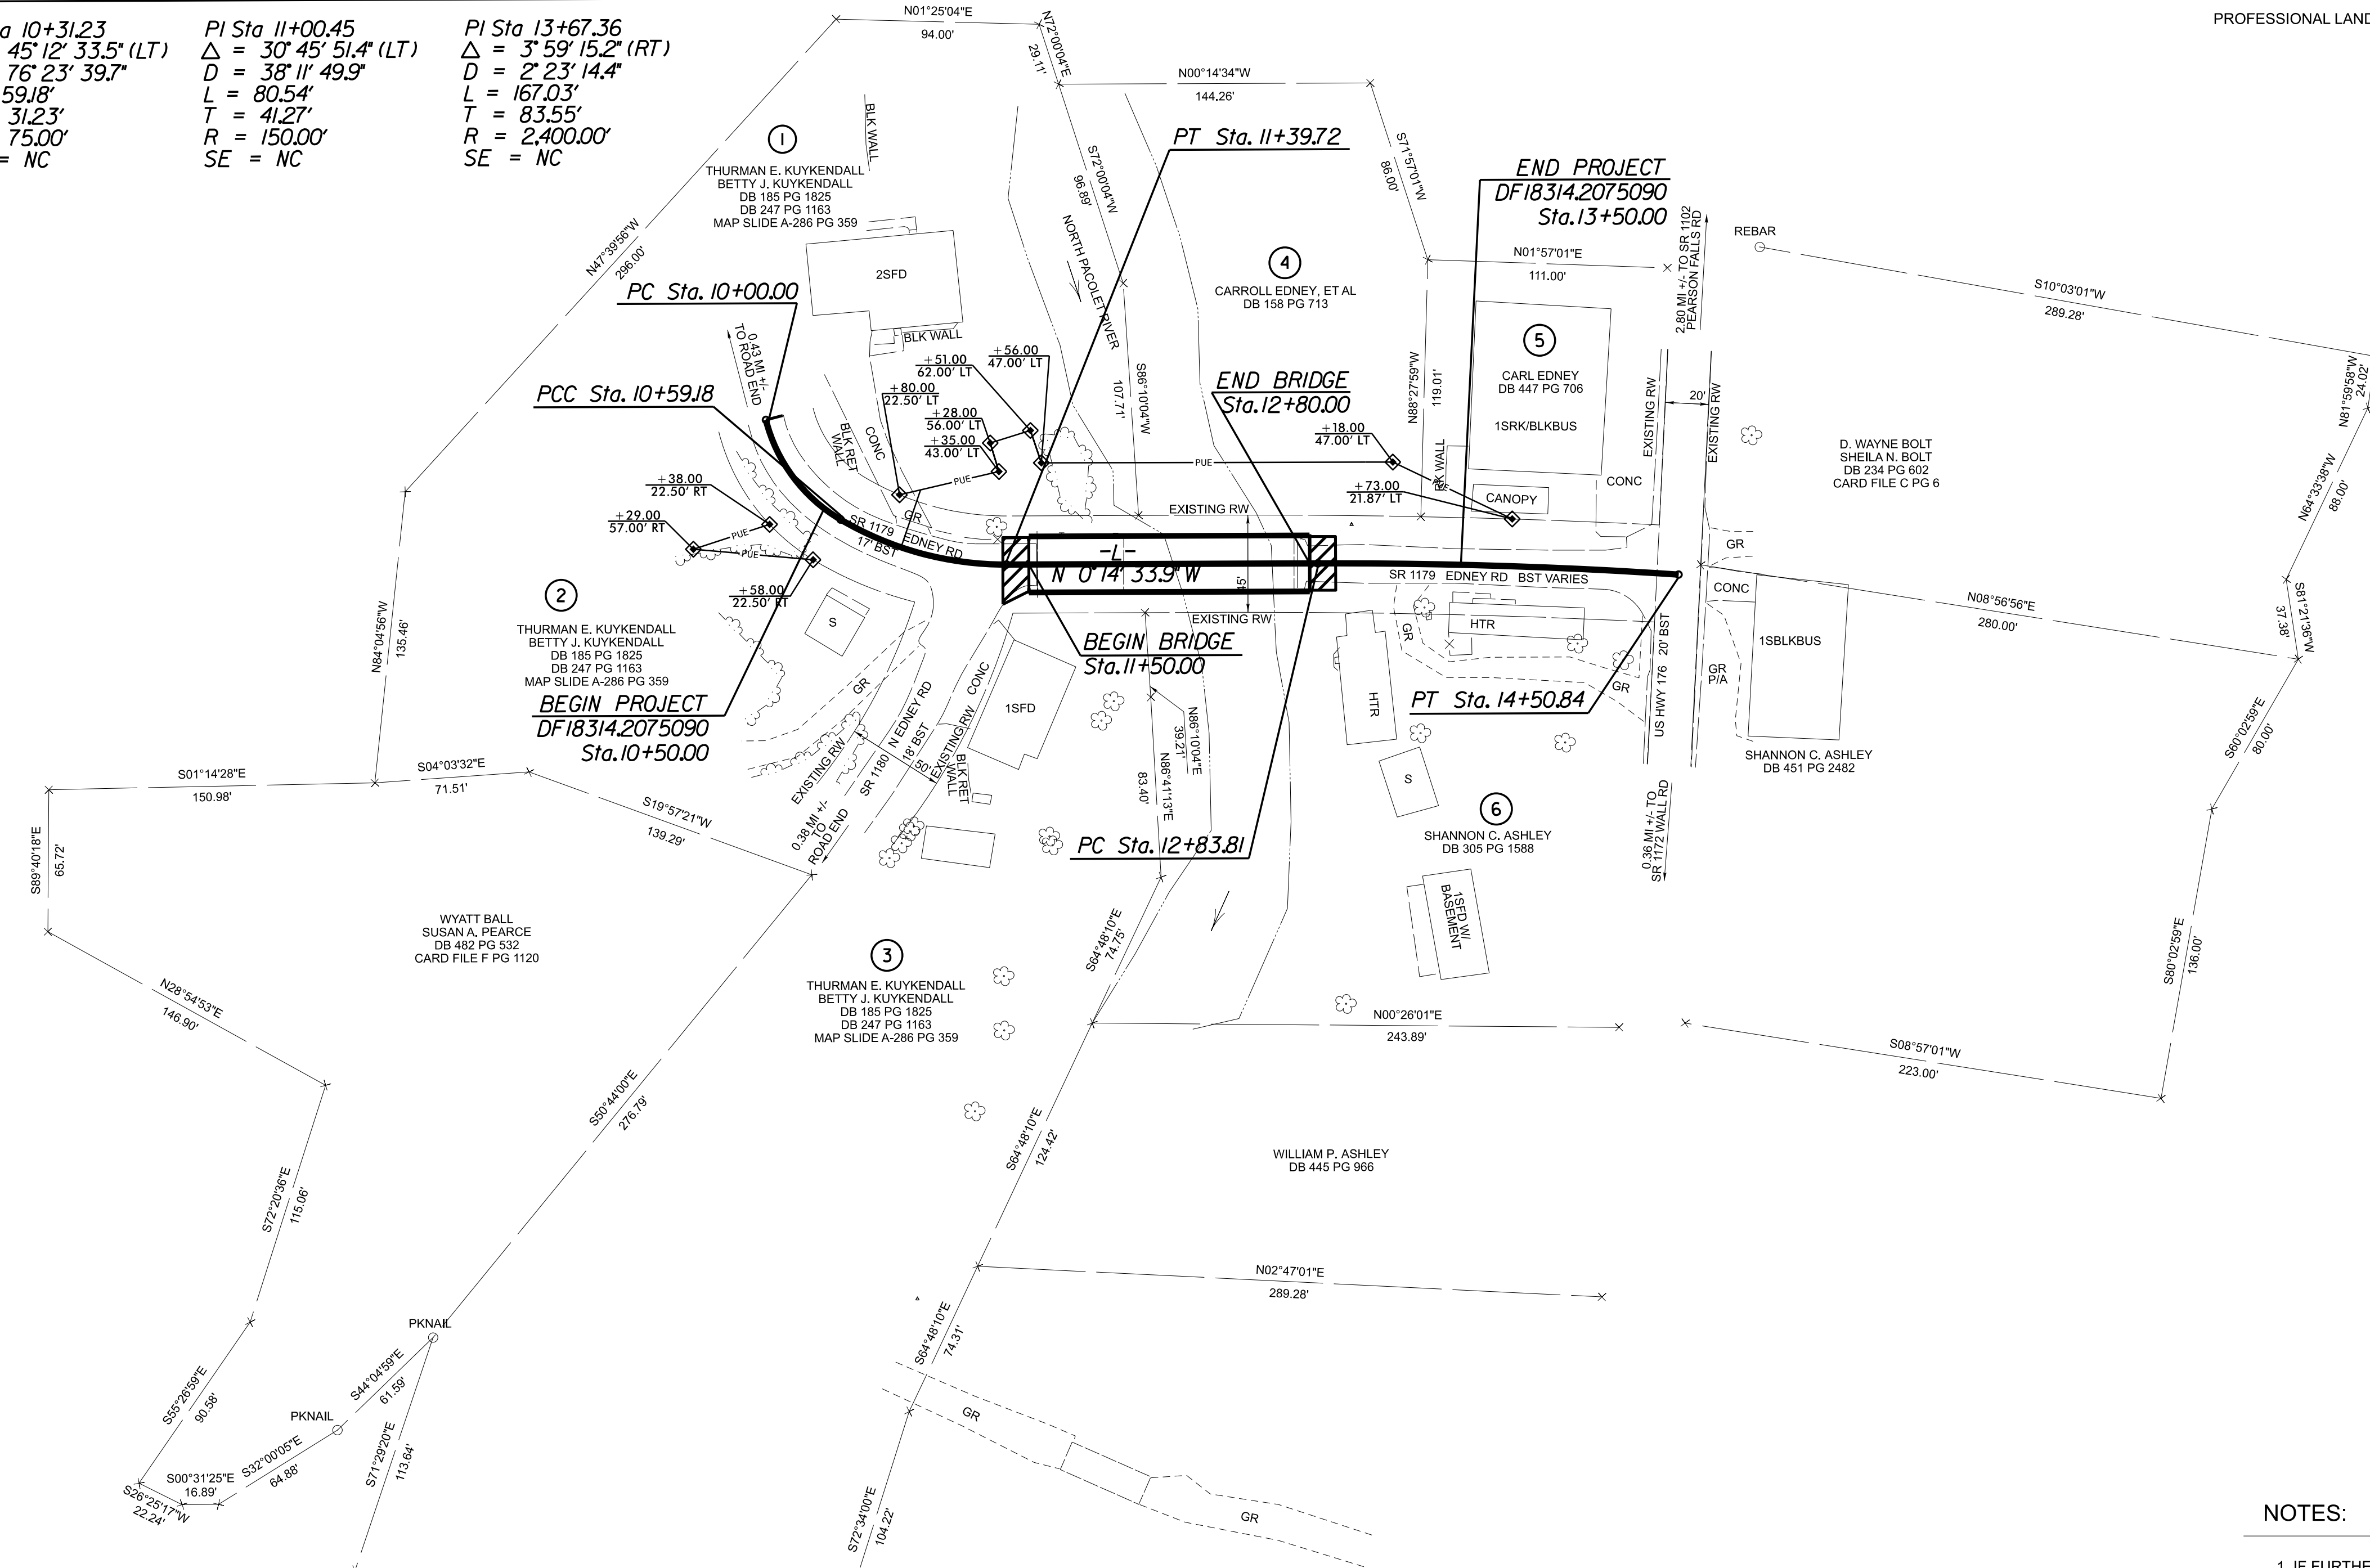 PROFESSIONAL LAND
10+31.23
45° 12' 33.5" (LT)
76° 23' 39.7"
59.18'
31.23'
75.00'
= NC
PI Sta 11+00.45
Δ = 30° 45' 51.4" (LT)
D = 38° 11' 49.9"
L = 80.54'
T = 41.27'
R = 150.00'
SE = NC
PI Sta 13+67.36
Δ = 3° 59' 15.2" (RT)
D = 2° 23' 14.4"
L = 167.03'
T = 83.55'
R = 2,400.00'
SE = NC
N01°25'04"E
94.00'
N72°00'04"E
29.11'
N00°14'34"W
144.26'
S72°00'04"W
96.89'
S71°57'01"W
86.00'
BLK WALL
1
THURMAN E. KUYKENDALL
BETTY J. KUYKENDALL
DB 185 PG 1825
DB 247 PG 1163
MAP SLIDE A-286 PG 359
N47°39'56"W
296.00'
2SFD
BLK WALL
PT Sta. 11+39.72
NORTH PACOLET RIVER
S86°10'04"W
107.71'
4
CARROLL EDNEY, ET AL
DB 158 PG 713
END PROJECT
DF18314.2075090
Sta. 13+50.00
N01°57'01"E
111.00'
2.80 MI +/- TO SR 1102
PEARSON FALLS RD
REBAR
S10°03'01"W
289.28'
N81°59'58"W
24.02'
PC Sta. 10+00.00
0.43 MI +/-
TO ROAD END
PCC Sta. 10+59.18
+51.00
62.00' LT
+56.00
47.00' LT
+80.00
22.50' LT
+28.00
56.00' LT
+35.00
43.00' LT
BLK RET
WALL
CONC
PUE
END BRIDGE
Sta. 12+80.00
N88°27'59"W
119.01'
+18.00
47.00' LT
PUE
BLK WALL
PUE
+73.00
21.87' LT
5
CARL EDNEY
DB 447 PG 706
1SRK/BLKBUS
CANOPY
CONC
EXISTING RW
20'
EXISTING RW
D. WAYNE BOLT
SHEILA N. BOLT
DB 234 PG 602
CARD FILE C PG 6
N64°33'38"W
88.00'
S81°21'36"W
37.38'
+38.00
22.50' RT
+29.00
57.00' RT
PUE
PUE
+58.00
22.50' RT
GR
SR 1179 EDNEY RD
17' BST
EXISTING RW
-L-
N 0° 14' 33.9" W
45'
EXISTING RW
SR 1179 EDNEY RD BST VARIES
GR
CONC
1SBLKBUS
N08°56'56"E
280.00'
2
THURMAN E. KUYKENDALL
BETTY J. KUYKENDALL
DB 185 PG 1825
DB 247 PG 1163
MAP SLIDE A-286 PG 359
N84°04'56"W
135.46'
S
BEGIN PROJECT
DF18314.2075090
Sta. 10+50.00
GR
EXISTING RW
50'
SR 1180 N EDNEY RD
18' BST
EXISTING RW
CONC
BLK RET
WALL
0.38 MI +/-
TO
ROAD END
1SFD
BEGIN BRIDGE
Sta. 11+50.00
N86°10'04"E
39.21'
N86°41'13"E
83.40'
PC Sta. 12+83.81
HTR
HTR
GR
GR
PT Sta. 14+50.84
US HWY 176 20' BST
GR
P/A
SHANNON C. ASHLEY
DB 451 PG 2482
S60°02'59"E
80.00'
S
6
SHANNON C. ASHLEY
DB 305 PG 1588
0.36 MI +/- TO
SR 1172 WALL RD
1SFD W/
BASEMENT
S01°14'28"E
150.98'
S04°03'32"E
71.51'
S19°57'21"W
139.29'
S89°40'18"E
65.72'
WYATT BALL
SUSAN A. PEARCE
DB 482 PG 532
CARD FILE F PG 1120
3
THURMAN E. KUYKENDALL
BETTY J. KUYKENDALL
DB 185 PG 1825
DB 247 PG 1163
MAP SLIDE A-286 PG 359
S64°48'10"E
74.75'
N00°26'01"E
243.89'
S80°02'59"E
136.00'
S08°57'01"W
223.00'
N28°54'53"E
146.90'
S50°44'00"E
276.79'
S64°48'10"E
124.42'
WILLIAM P. ASHLEY
DB 445 PG 966
S72°20'36"E
115.06'
N02°47'01"E
289.28'
S64°48'10"E
74.31'
PKNAIL
S44°04'59"E
61.59'
PKNAIL
S55°26'59"E
90.58'
S00°31'25"E
16.89'
S26°25'17"W
22.24'
S32°00'05"E
64.88'
S71°29'20"E
113.64'
S72°34'00"E
104.22'
GR
GR
NOTES:
1. IF FURTHE